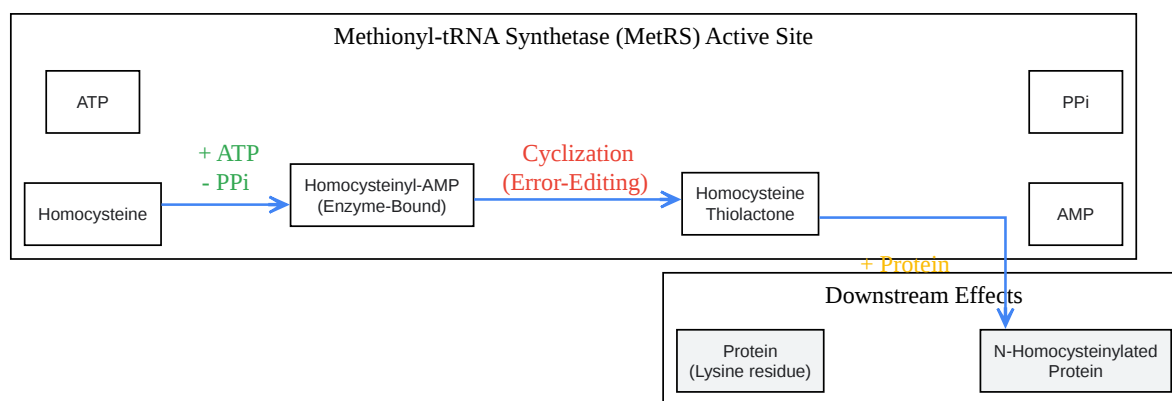 Methionyl-tRNA Synthetase (MetRS) Active Site
ATP
PPi
+ ATP
- PPi
Cyclization
(Error-Editing)
Homocysteine
Homocysteinyl-AMP
(Enzyme-Bound)
Homocysteine
Thiolactone
AMP
+ Protein
Downstream Effects
Protein
(Lysine residue)
N-Homocysteinylated
Protein